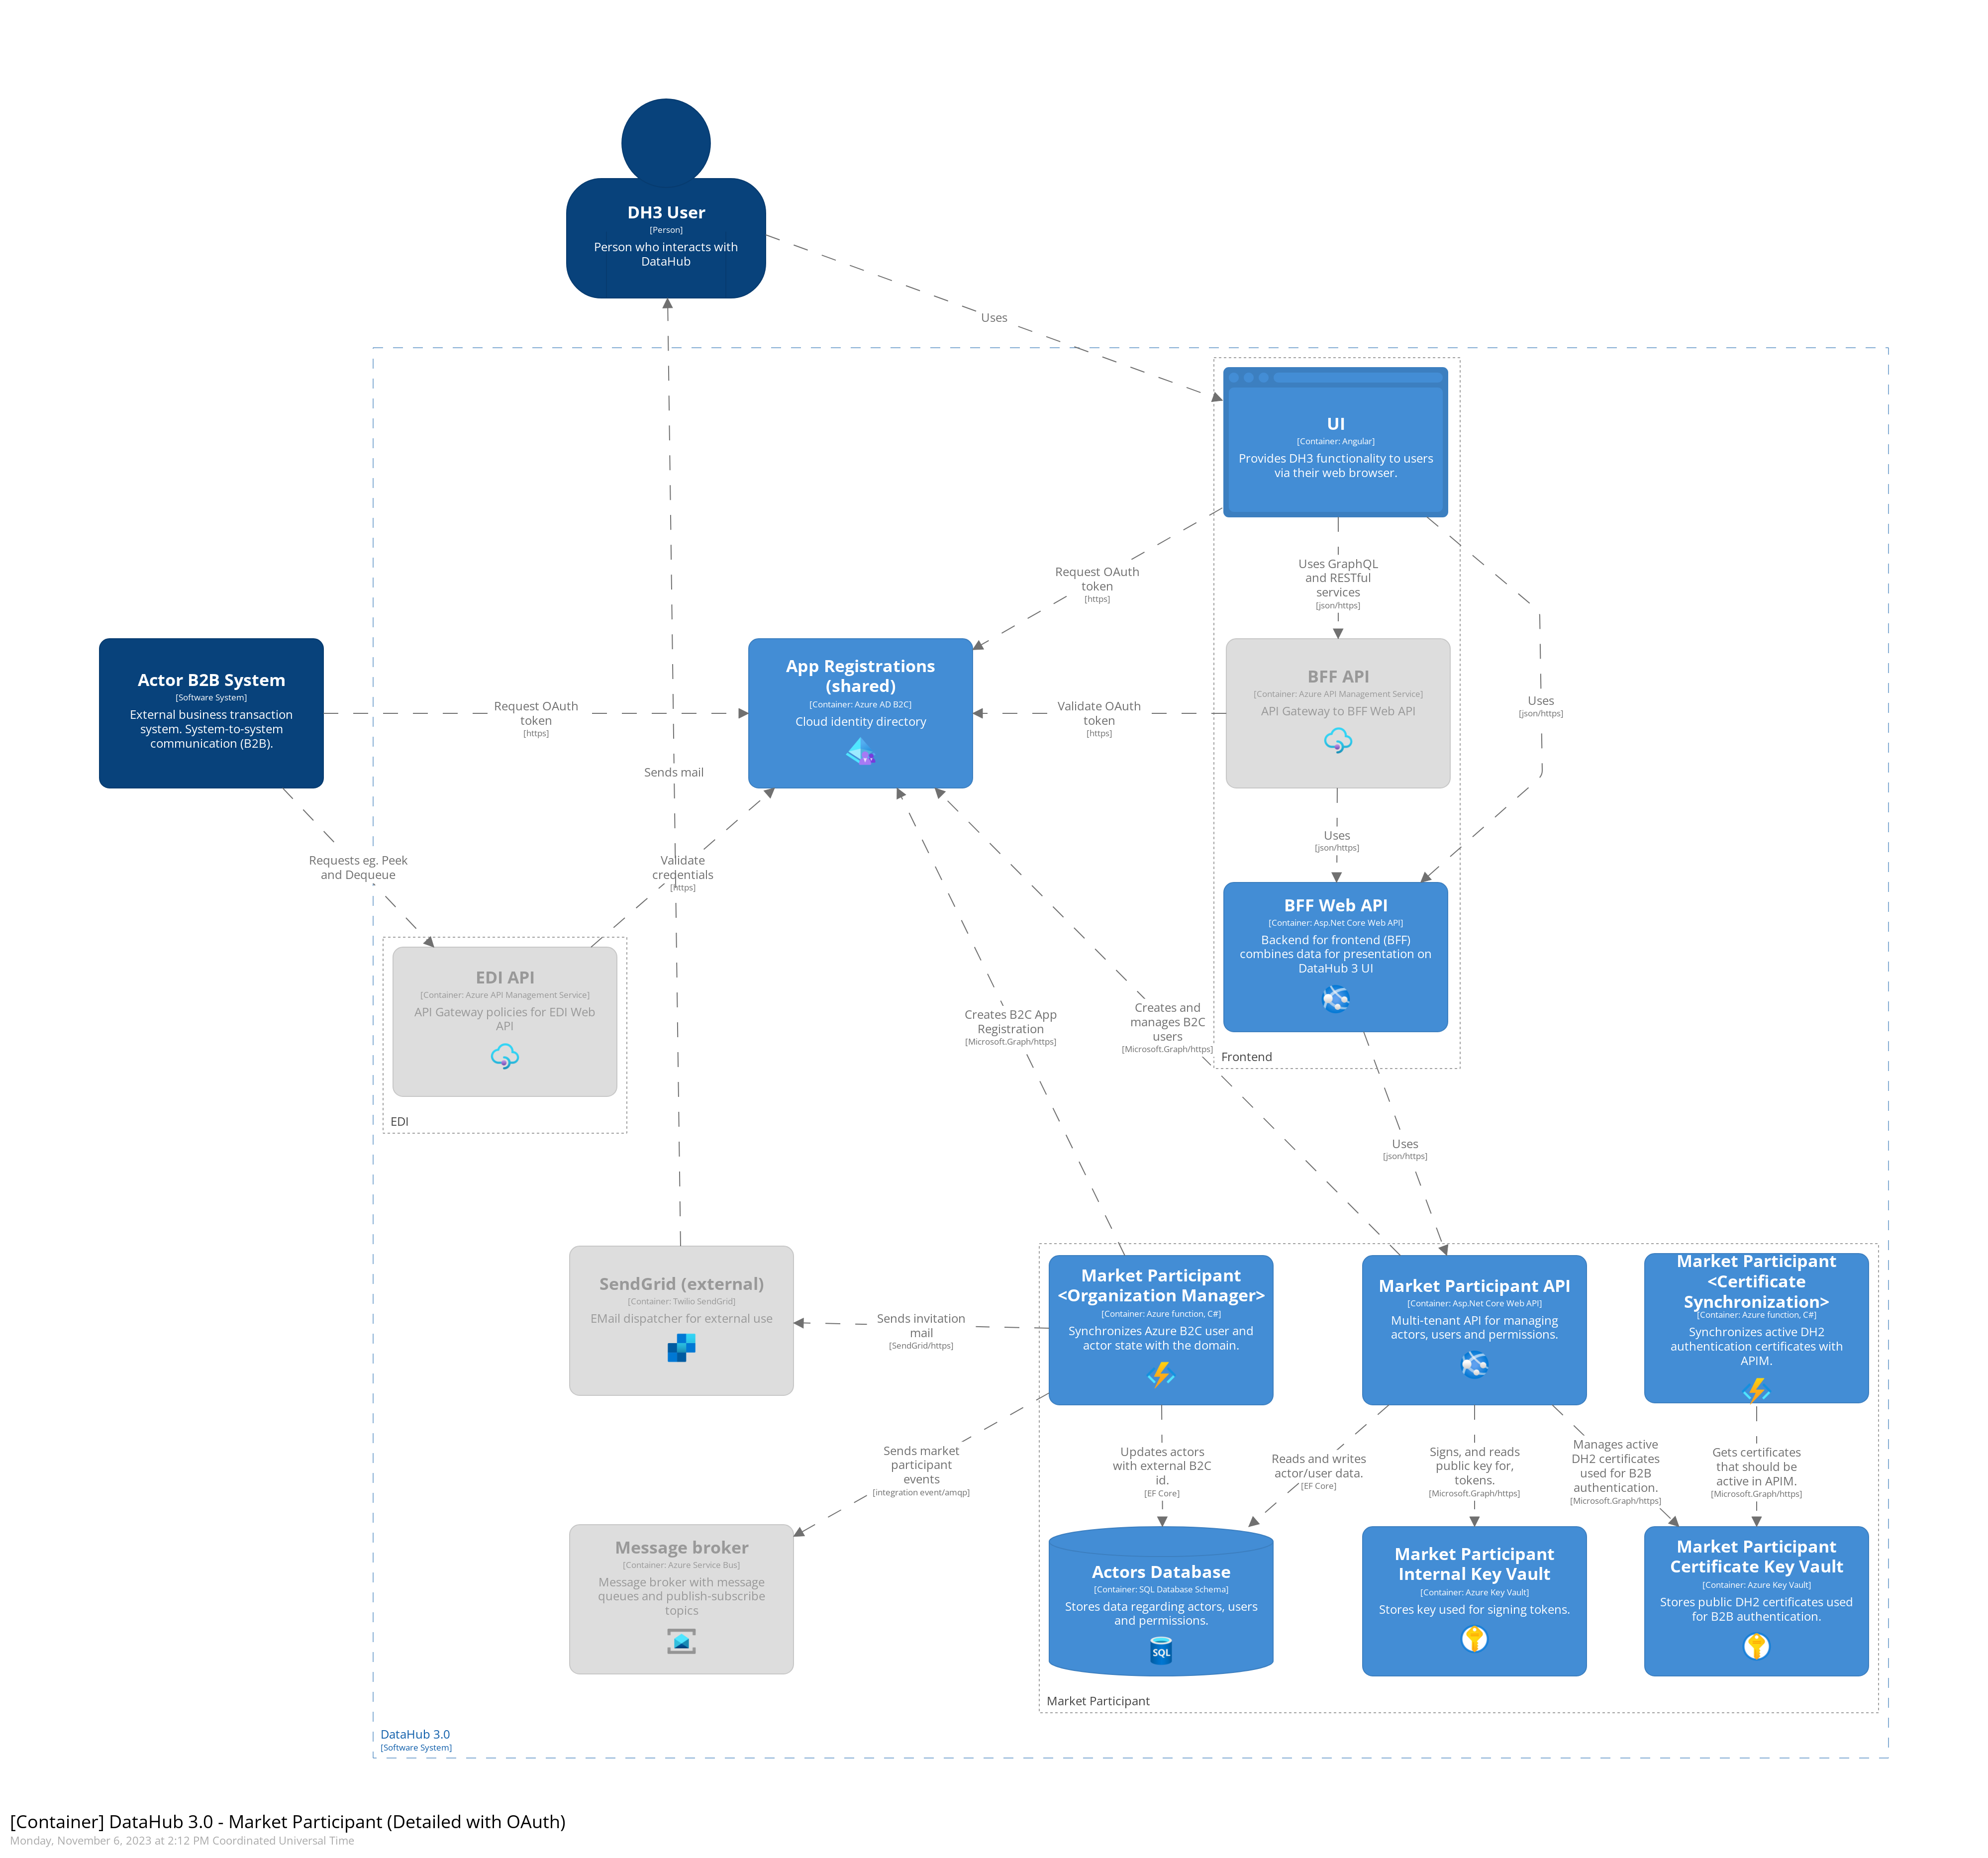 DH3 User
[Person]
Person who interacts with
DataHub
Uses
UI
[Container: Angular]
Provides DH3 functionality to users
via their web browser.
Request OAuth
token
[https]
Uses GraphQL
and RESTful
services
[json/https]
Actor B2B System
[Software System]
External business transaction
system. System-to-system
communication (B2B).
Request OAuth
token
[https]
App Registrations
(shared)
[Container: Azure AD B2C]
Cloud identity directory
Validate OAuth
token
[https]
BFF API
[Container: Azure API Management Service]
API Gateway to BFF Web API
Uses
[json/https]
Sends mail
Requests eg. Peek
and Dequeue
Validate
credentials
[https]
Uses
[json/https]
BFF Web API
[Container: Asp.Net Core Web API]
Backend for frontend (BFF)
combines data for presentation on
DataHub 3 UI
EDI API
[Container: Azure API Management Service]
API Gateway policies for EDI Web
API
EDI
Creates B2C App
Registration
[Microsoft.Graph/https]
Creates and
manages B2C
users
[Microsoft.Graph/https]
Frontend
Uses
[json/https]
SendGrid (external)
[Container: Twilio SendGrid]
EMail dispatcher for external use
Sends invitation
mail
[SendGrid/https]
Market Participant
<Organization Manager>
[Container: Azure function, C#]
Synchronizes Azure B2C user and
actor state with the domain.
Market Participant API
[Container: Asp.Net Core Web API]
Multi-tenant API for managing
actors, users and permissions.
Market Participant
<Certificate
Synchronization>
[Container: Azure function, C#]
Synchronizes active DH2
authentication certificates with
APIM.
Sends market
participant
events
[integration event/amqp]
Updates actors
with external B2C
id.
[EF Core]
Reads and writes
actor/user data.
[EF Core]
Signs, and reads
public key for,
tokens.
[Microsoft.Graph/https]
Manages active
DH2 certificates
used for B2B
authentication.
[Microsoft.Graph/https]
Gets certificates
that should be
active in APIM.
[Microsoft.Graph/https]
Message broker
[Container: Azure Service Bus]
Message broker with message
queues and publish-subscribe
topics
Actors Database
[Container: SQL Database Schema]
Stores data regarding actors, users
and permissions.
SQL
Market Participant
Internal Key Vault
[Container: Azure Key Vault]
Stores key used for signing tokens.
Market Participant
Certificate Key Vault
[Container: Azure Key Vault]
Stores public DH2 certificates used
for B2B authentication.
Market Participant
DataHub 3.0
[Software System]
[Container] DataHub 3.0 - Market Participant (Detailed with OAuth)
Monday, November 6, 2023 at 2:12 PM Coordinated Universal Time